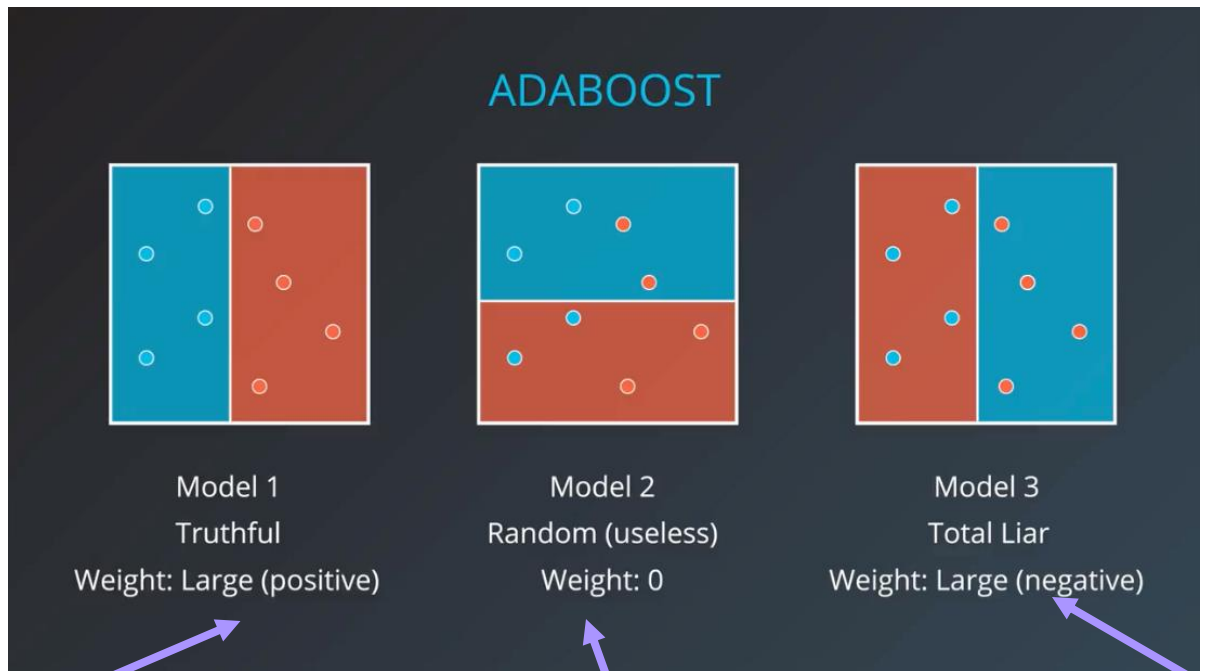 ADABOOST
Model 1
Truthful
Weight: Large (positive)
Model 2
Random (useless)
Weight: 0
Model 3
Total Liar
Weight: Large (negative)